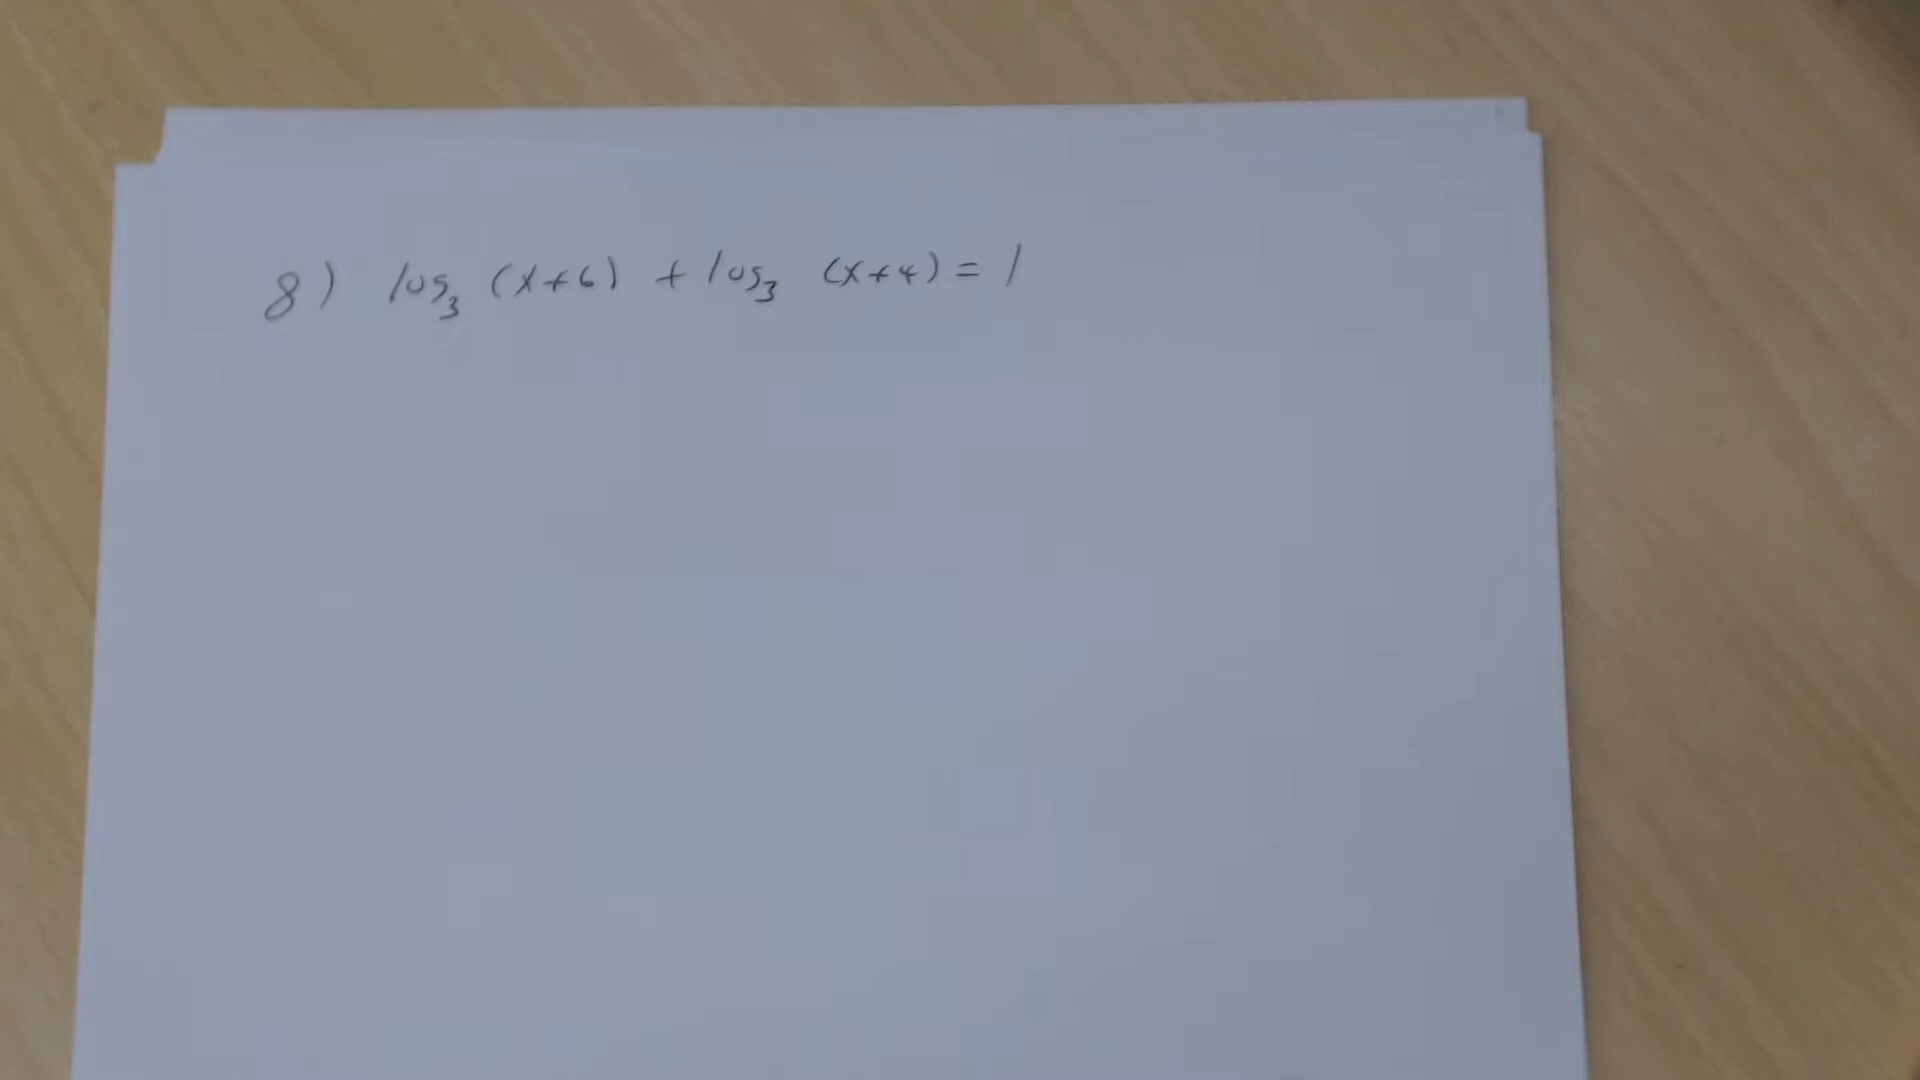 8) log₃ (x+6) + log₃ (x+4) = 1